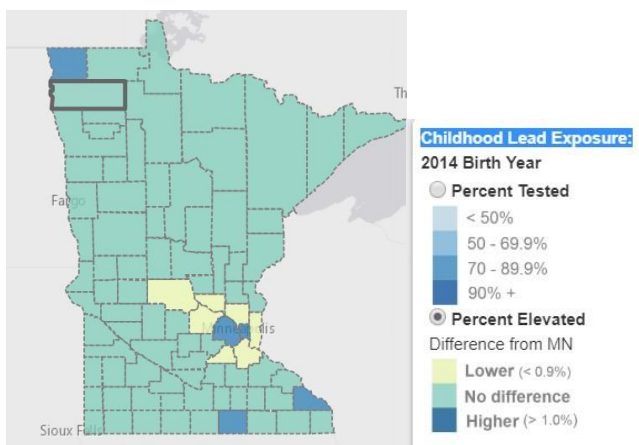 Th
Fargo
Minneapolis
Sioux Falls
Childhood Lead Exposure:
2014 Birth Year
Percent Tested
< 50%
50 - 69.9%
70 - 89.9%
90% +
Percent Elevated
Difference from MN
Lower (< 0.9%)
No difference
Higher (> 1.0%)